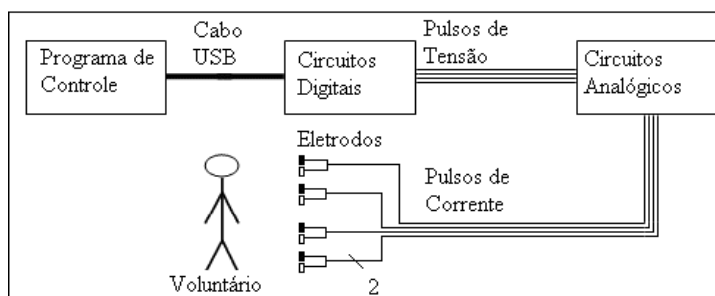 Programa de
Controle
Cabo
USB
Circuitos
Digitais
Pulsos de
Tensão
Circuitos
Analógicos
Eletrodos
Pulsos de
Corrente
Voluntário
2